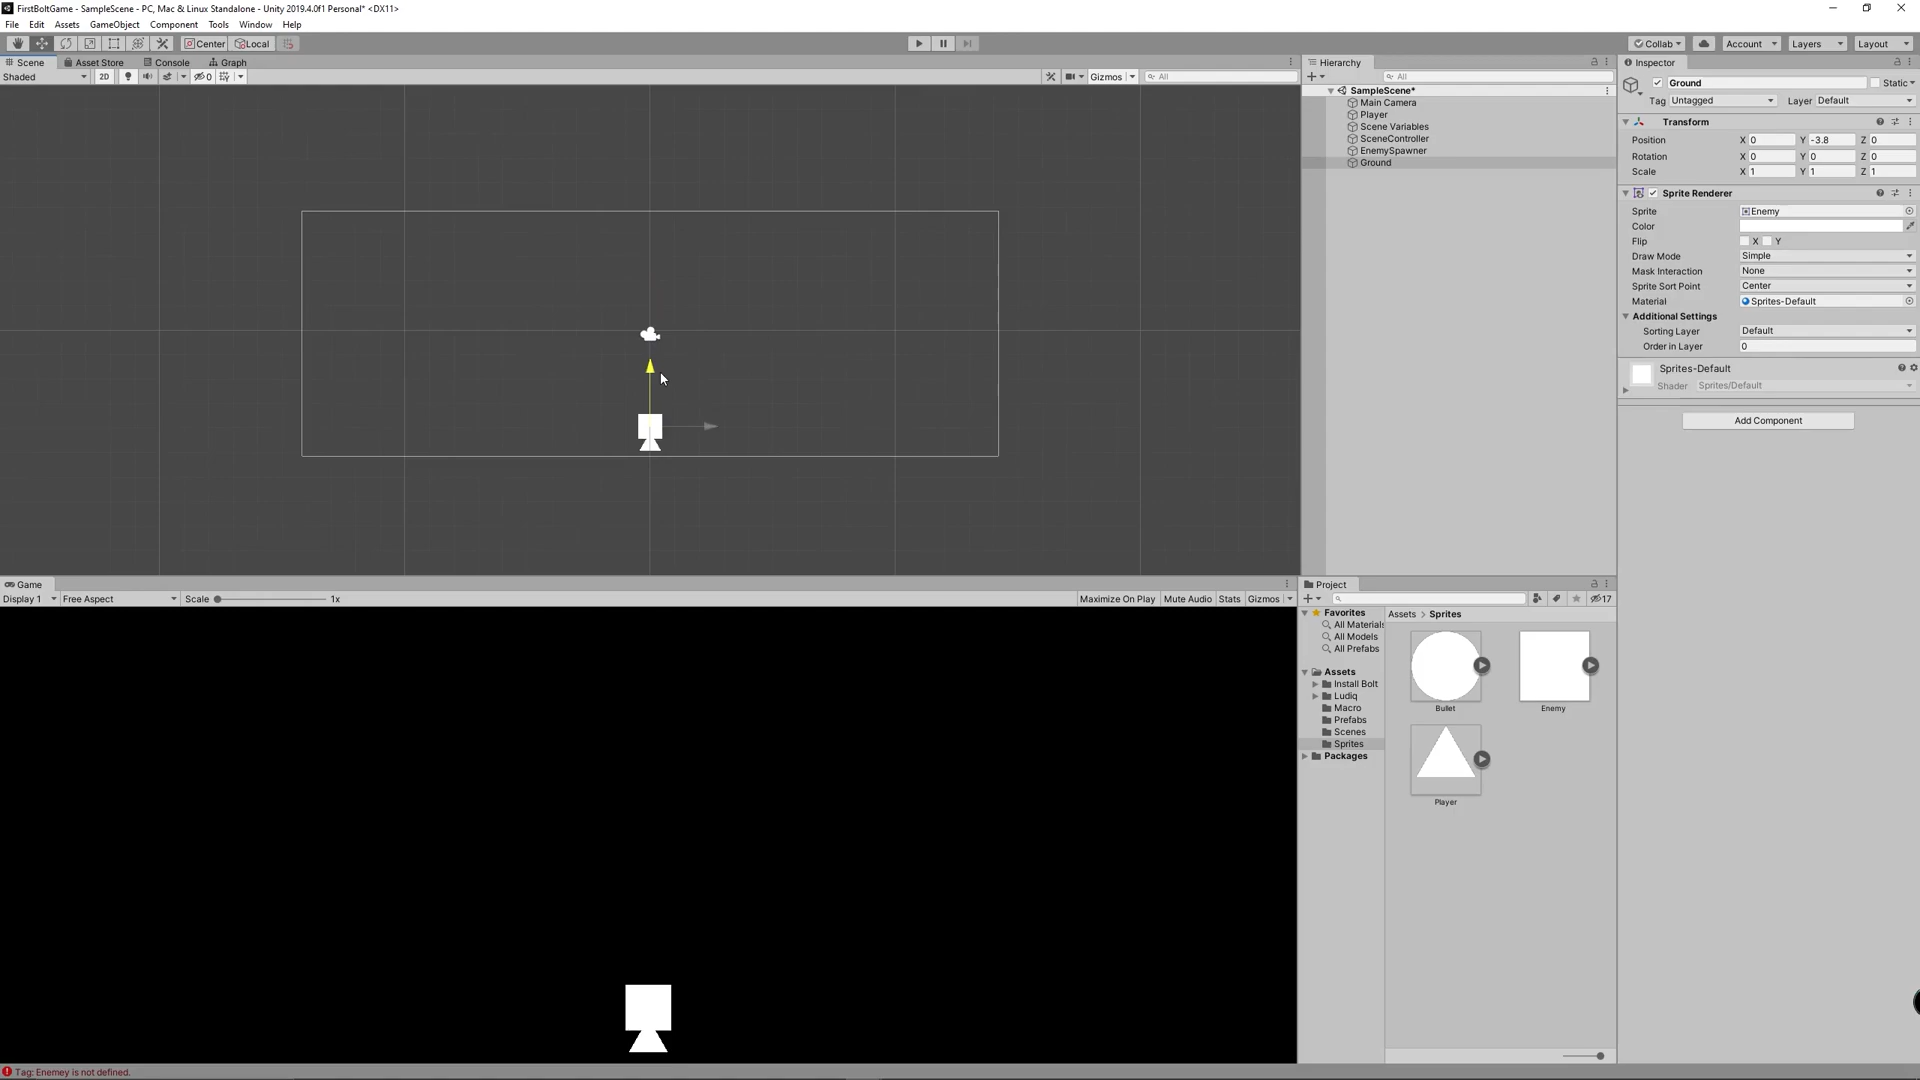 FirstBoltGame - SampleScene - PC, Mac & Linux Standalone - Unity 2019.4.0f1 Personal* <DX11>
File Edit Assets GameObject Component Tools Window Help
Center Local Collab Account Layers Layout
Scene Asset Store Console Graph
Shaded 2D 0 Gizmos All
Hierarchy
All
SampleScene*
Main Camera
Player
Scene Variables
SceneController
EnemySpawner
Ground
Inspector
Ground Static
Tag Untagged Layer Default
Transform
Position X 0 Y -3.8 Z 0
Rotation X 0 Y 0 Z 0
Scale X 1 Y 1 Z 1
Sprite Renderer
Sprite Enemy
Color
Flip X Y
Draw Mode Simple
Mask Interaction None
Sprite Sort Point Center
Material Sprites-Default
Additional Settings
Sorting Layer Default
Order in Layer 0
Sprites-Default
Shader Sprites/Default
Add Component
Game
Display 1 Free Aspect Scale 1x Maximize On Play Mute Audio Stats Gizmos
Project
17
Favorites
All Materials
All Models
All Prefabs
Assets
Install Bolt
Ludiq
Macro
Prefabs
Scenes
Sprites
Packages
Assets > Sprites
Bullet Enemy
Player
Tag: Enemey is not defined.